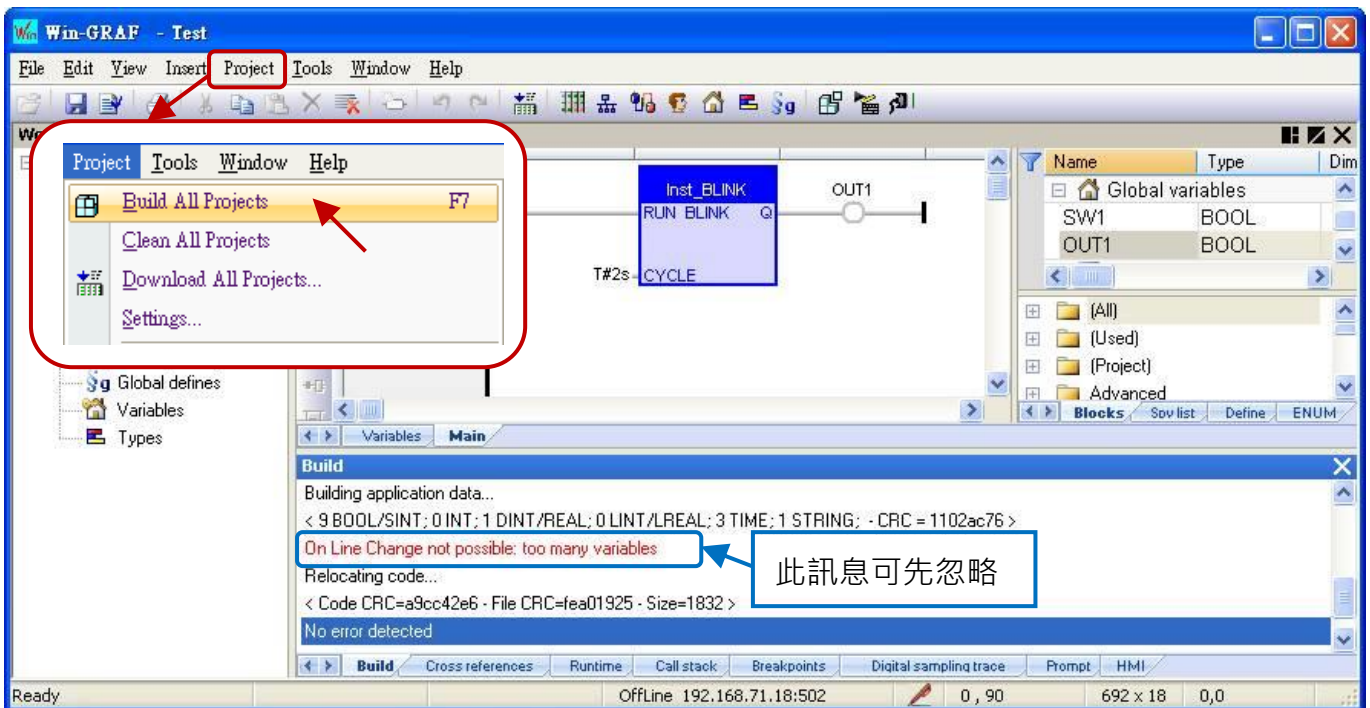 Win-GRAF - Test
File Edit View Insert Project Tools Window Help
Project Tools Window Help
Build All Projects F7
Clean All Projects
Download All Projects...
Settings...
Global defines
Variables
Types
Inst_BLINK
RUN BLINK Q
OUT1
T#2s
CYCLE
Name Type Dim
Global variables
SW1 BOOL
OUT1 BOOL
(All)
(Used)
(Project)
Advanced
Blocks Spy list Define ENUM
Variables Main
Build
Building application data...
< 9 BOOL/SINT; 0 INT; 1 DINT/REAL; 0 LINT/LREAL; 3 TIME; 1 STRING; - CRC = 1102ac76 >
On Line Change not possible: too many variables
此訊息可先忽略
Relocating code...
< Code CRC=a9cc42e6 - File CRC=fea01925 - Size=1832 >
No error detected
Build Cross references Runtime Call stack Breakpoints Digital sampling trace Prompt HMI
Ready OffLine 192.168.71.18:502 0 , 90 692 x 18 0,0